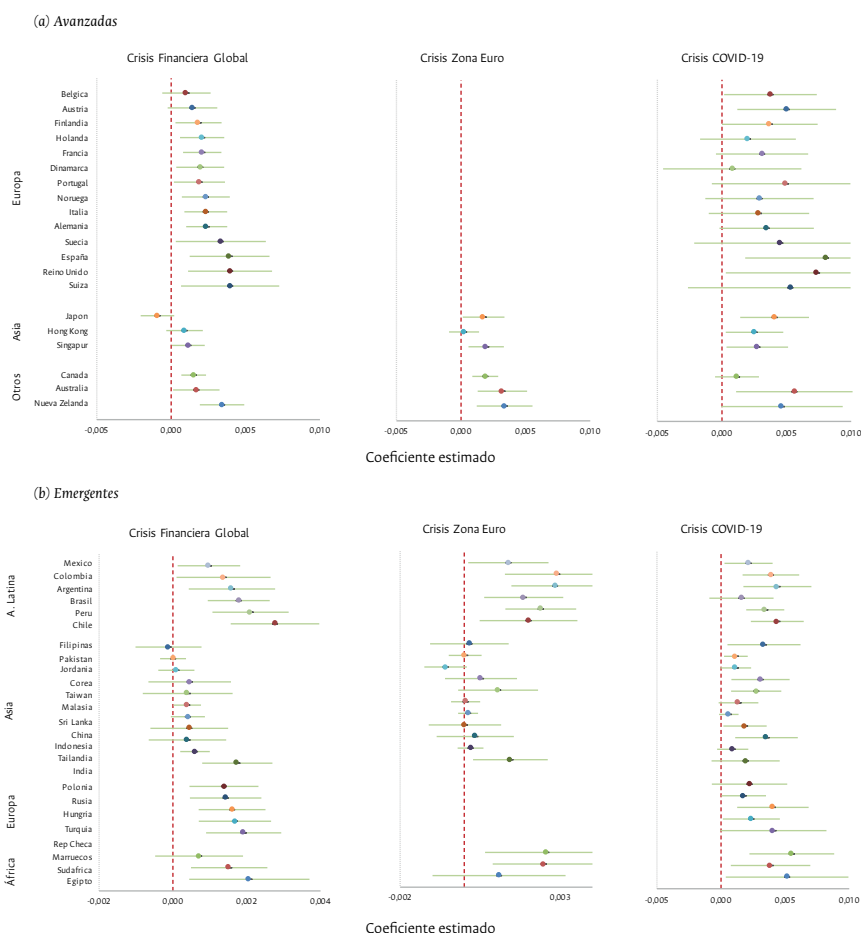 (a) Avanzadas
Crisis Financiera Global
Crisis Zona Euro
Crisis COVID-19
Europa
Belgica
Austria
Finlandia
Holanda
Francia
Dinamarca
Portugal
Noruega
Italia
Alemania
Suecia
España
Reino Unido
Suiza
Asia
Japon
Hong Kong
Singapur
Otros
Canada
Australia
Nueva Zelanda
-0,005 0,000 0,005 0,010
-0,005 0,000 0,005 0,010
-0,005 0,000 0,005 0,010
Coeficiente estimado
(b) Emergentes
Crisis Financiera Global
Crisis Zona Euro
Crisis COVID-19
A. Latina
Mexico
Colombia
Argentina
Brasil
Peru
Chile
Asia
Filipinas
Pakistan
Jordania
Corea
Taiwan
Malasia
Sri Lanka
China
Indonesia
Tailandia
India
Europa
Polonia
Rusia
Hungria
Turquia
Rep Checa
África
Marruecos
Sudafrica
Egipto
-0,002 0,000 0,002 0,004
-0,002 0,003
-0,005 0,000 0,005 0,010
Coeficiente estimado